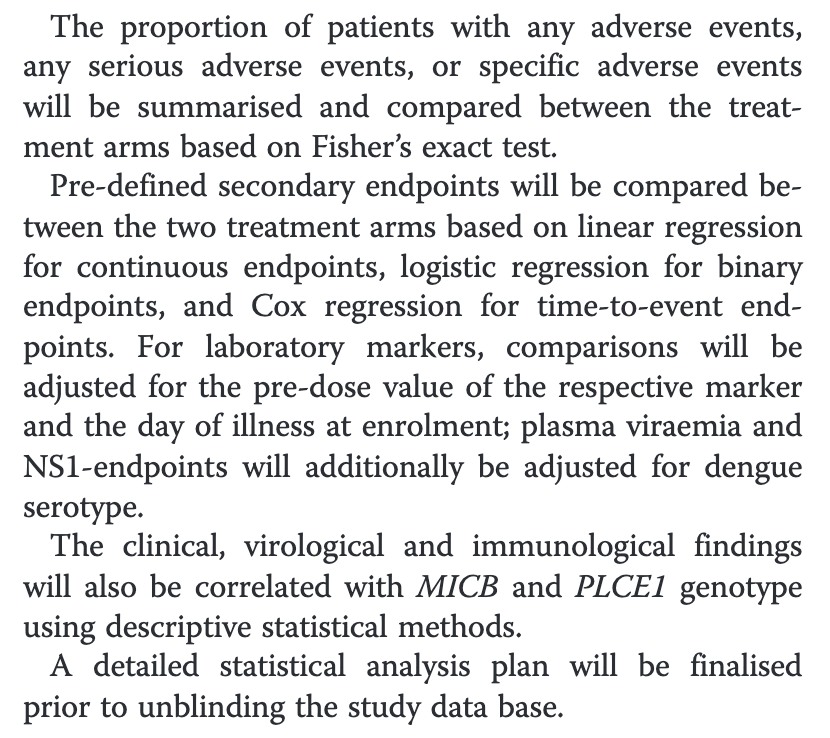 The proportion of patients with any adverse events,
any serious adverse events, or specific adverse events
will be summarised and compared between the treat-
ment arms based on Fisher’s exact test.
Pre-defined secondary endpoints will be compared be-
tween the two treatment arms based on linear regression
for continuous endpoints, logistic regression for binary
endpoints, and Cox regression for time-to-event end-
points. For laboratory markers, comparisons will be
adjusted for the pre-dose value of the respective marker
and the day of illness at enrolment; plasma viraemia and
NS1-endpoints will additionally be adjusted for dengue
serotype.
The clinical, virological and immunological findings
will also be correlated with MICB and PLCE1 genotype
using descriptive statistical methods.
A detailed statistical analysis plan will be finalised
prior to unblinding the study data base.